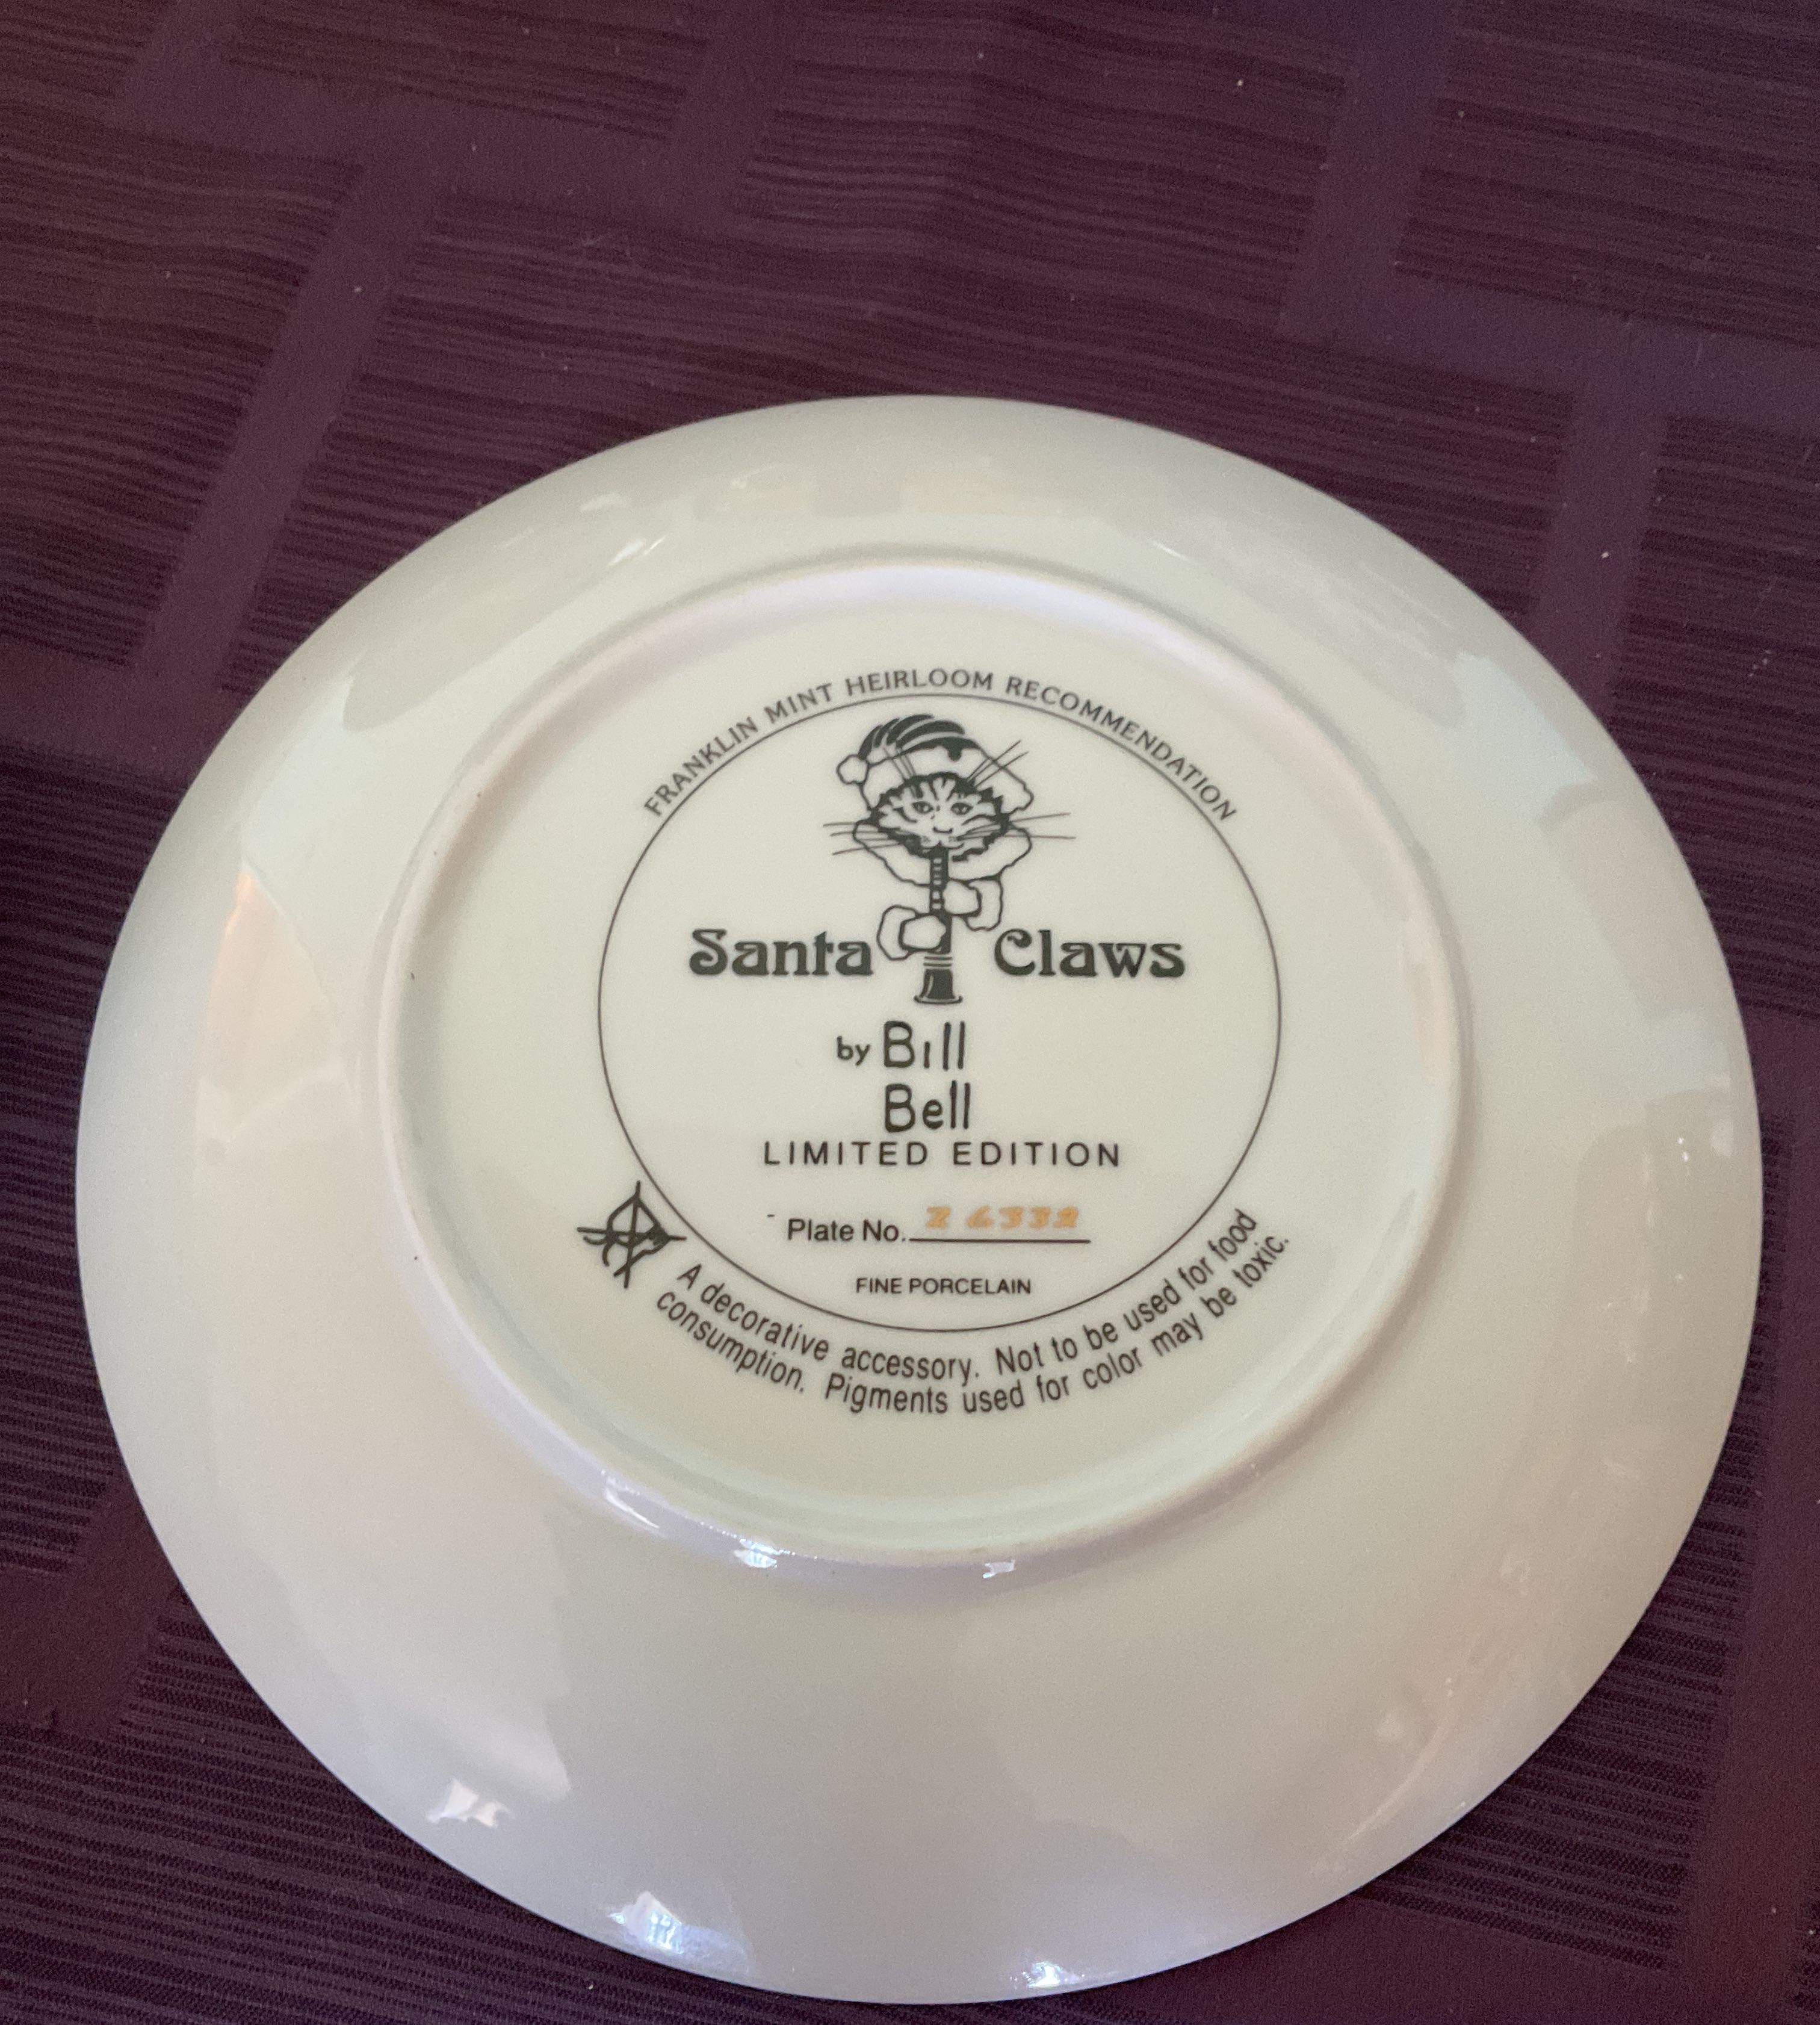 FRANKLIN MINT HEIRLOOM RECOMMENDATION
Santa Claws
by Bill
Bell
LIMITED EDITION
Plate No.
FINE PORCELAIN
A decorative accessory. Not to be used for food
consumption. Pigments used for color may be toxic.